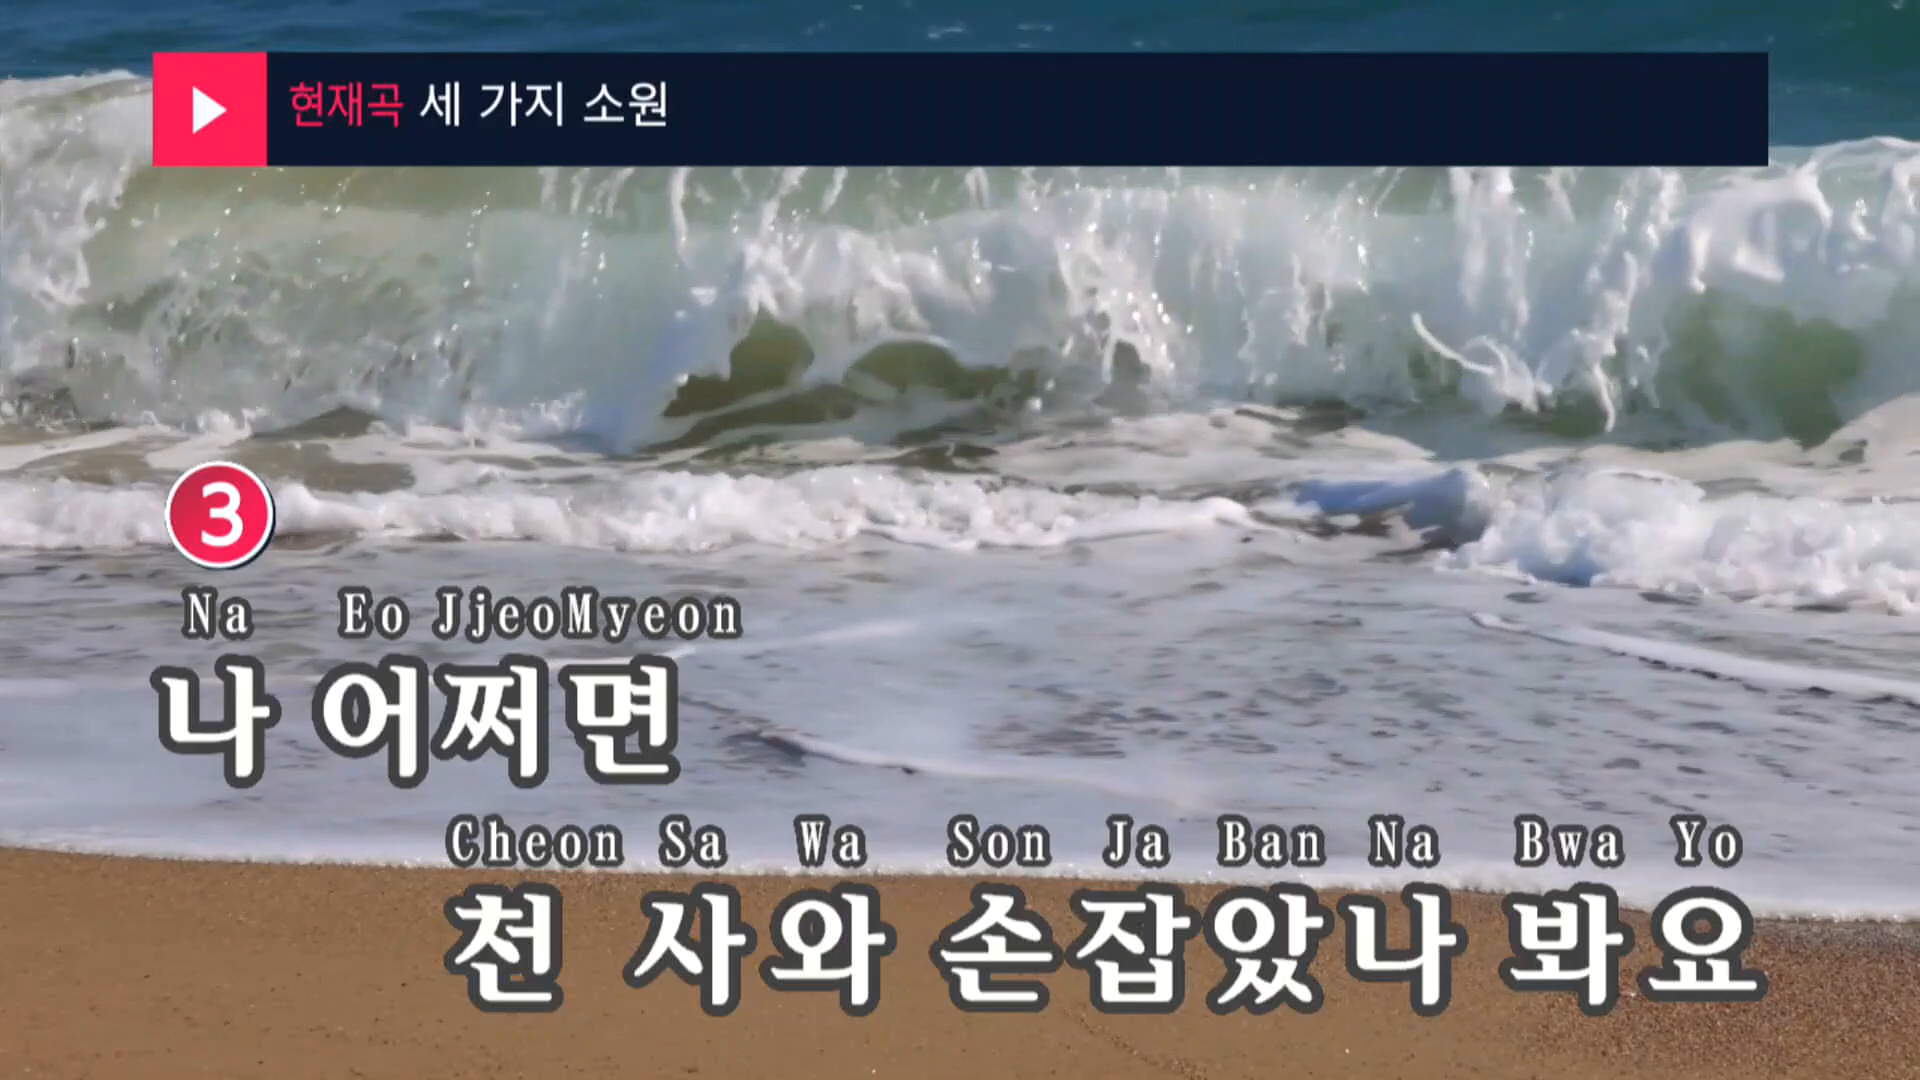 현재곡 세 가지 소원
3
Na Eo JjeoMyeon
나 어쩌면
Cheon Sa Wa Son Ja Ban Na Bwa Yo
천 사와 손잡았나 봐요